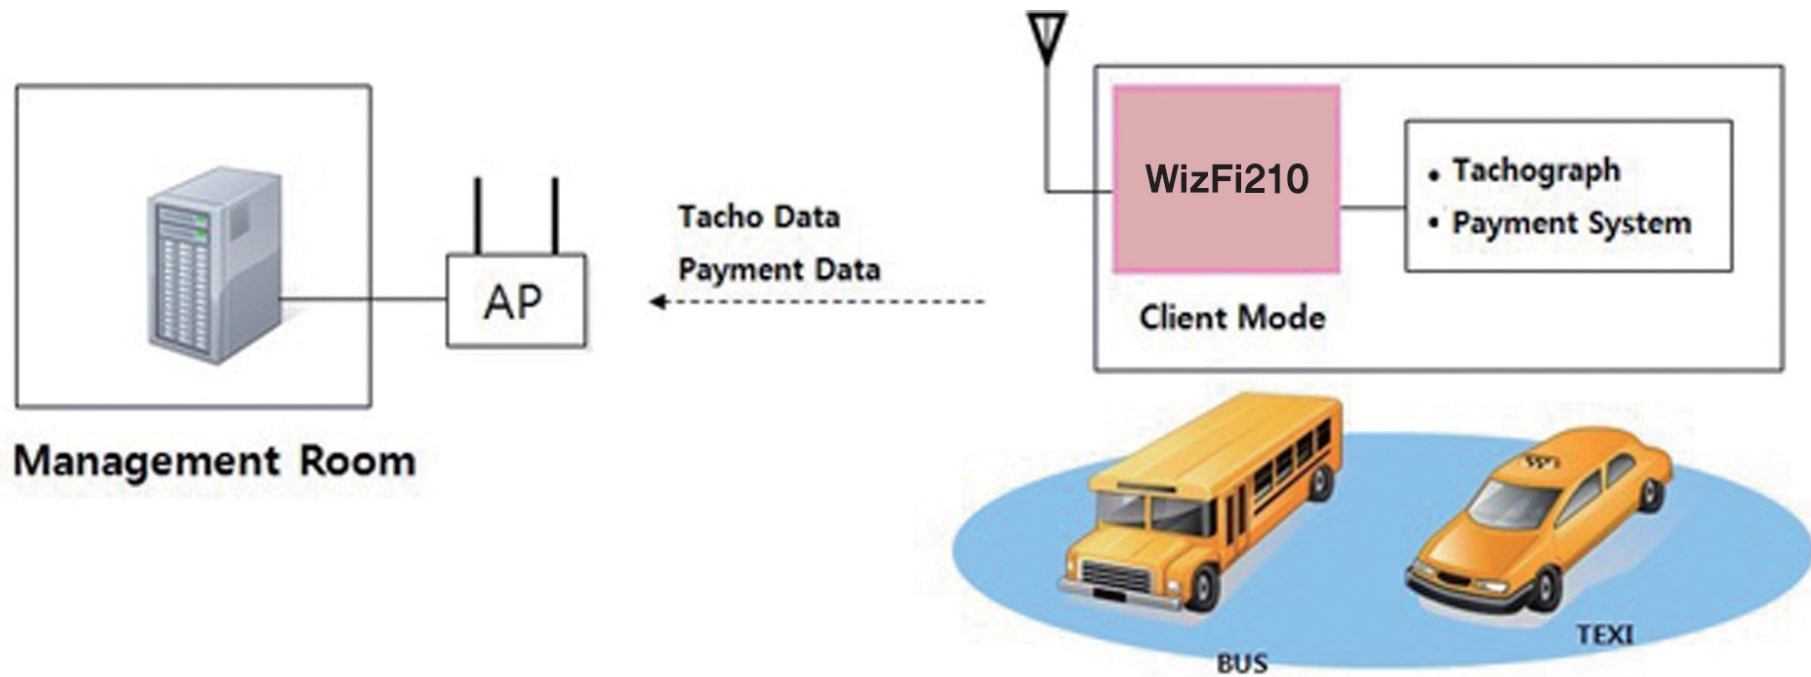 Management Room
AP
Tacho Data
Payment Data
WizFi210
Client Mode
• Tachograph
• Payment System
BUS
TEXI